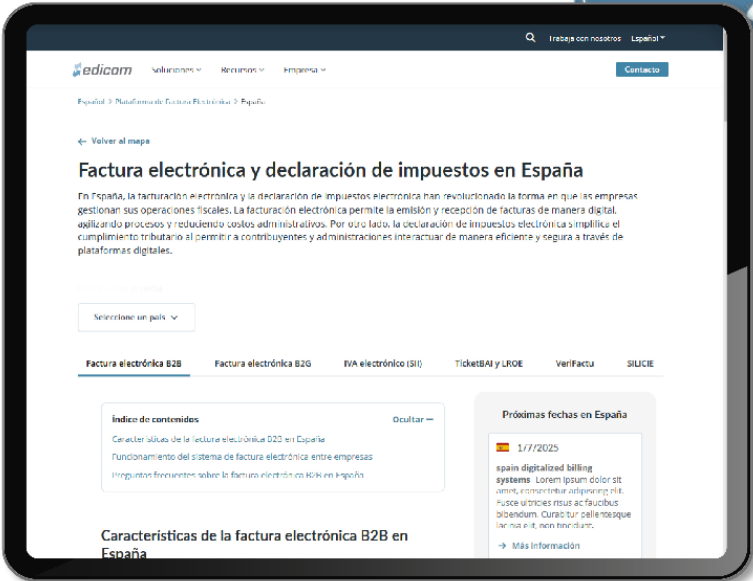 Trabaja con nosotros Español
edicom Soluciones Recursos Empresa Contacto
Español > Plataforma de Factura Electrónica > España
← Volver al mapa
Factura electrónica y declaración de impuestos en España
En España, la facturación electrónica y la declaración de impuestos electrónica han revolucionado la forma en que las empresas
gestionan sus operaciones fiscales. La facturación electrónica permite la emisión y recepción de facturas de manera digital,
agilizando procesos y reduciendo costos administrativos. Por otro lado, la declaración de impuestos electrónica simplifica el
cumplimiento tributario al permitir a contribuyentes y administraciones interactuar de manera eficiente y segura a través de
plataformas digitales.
Seleccione un país
Factura electrónica B2B Factura electrónica B2G IVA electrónico (SII) TicketBAI y LROE VeriFactu SILICIE
Índice de contenidos Ocultar —
Características de la factura electrónica B2B en España
Funcionamiento del sistema de factura electrónica entre empresas
Preguntas frecuentes sobre la factura electrónica B2B en España
Características de la factura electrónica B2B en
España
Próximas fechas en España
1/7/2025
spain digitalized billing
systems Lorem ipsum dolor sit
amet, consectetur adipiscing elit.
Fusce ultricies risus ac faucibus
bibendum. Curabitur pellentesque
lacinia elit, non tincidunt.
→ Más información